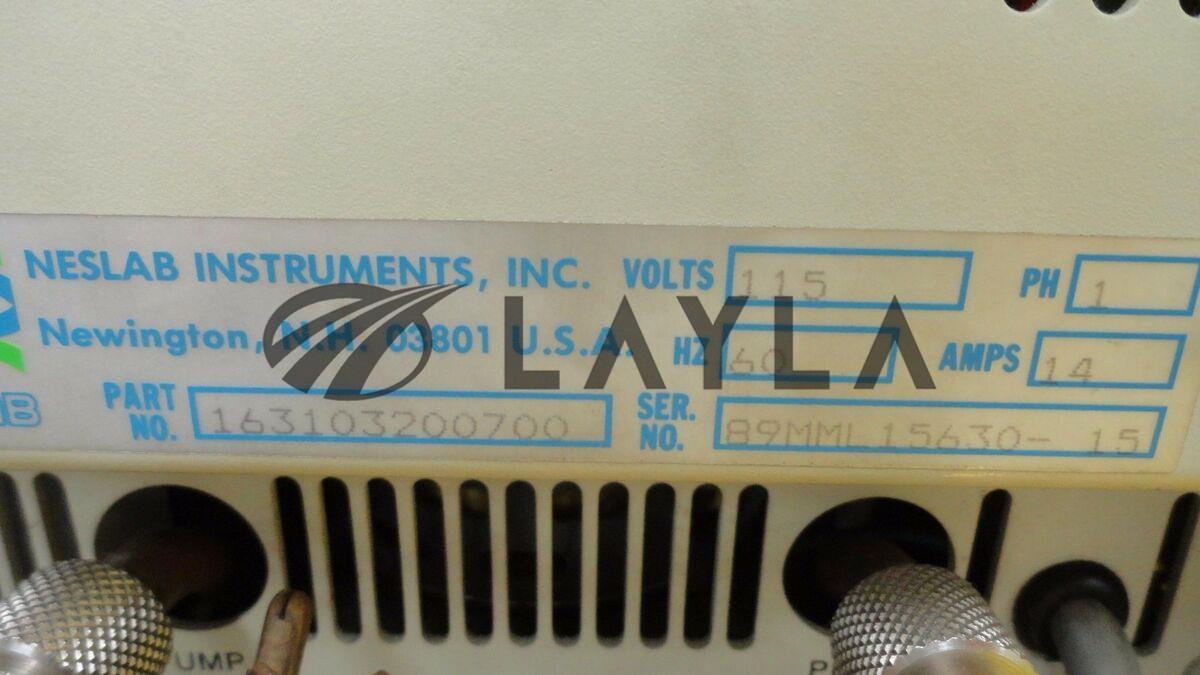 NESLAB INSTRUMENTS, INC. VOLTS 115 PH 1
Newington, N.H. 03801 U.S.A. HZ 60 AMPS 14
PART NO. 163103200700 SER. NO. 89MML15630- 15
LAYLA
UMP